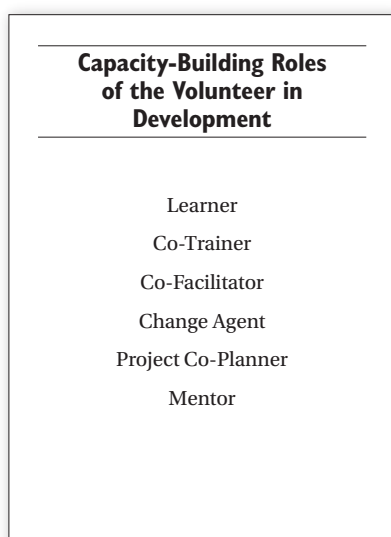 Capacity-Building Roles
of the Volunteer in
Development
Learner
Co-Trainer
Co-Facilitator
Change Agent
Project Co-Planner
Mentor